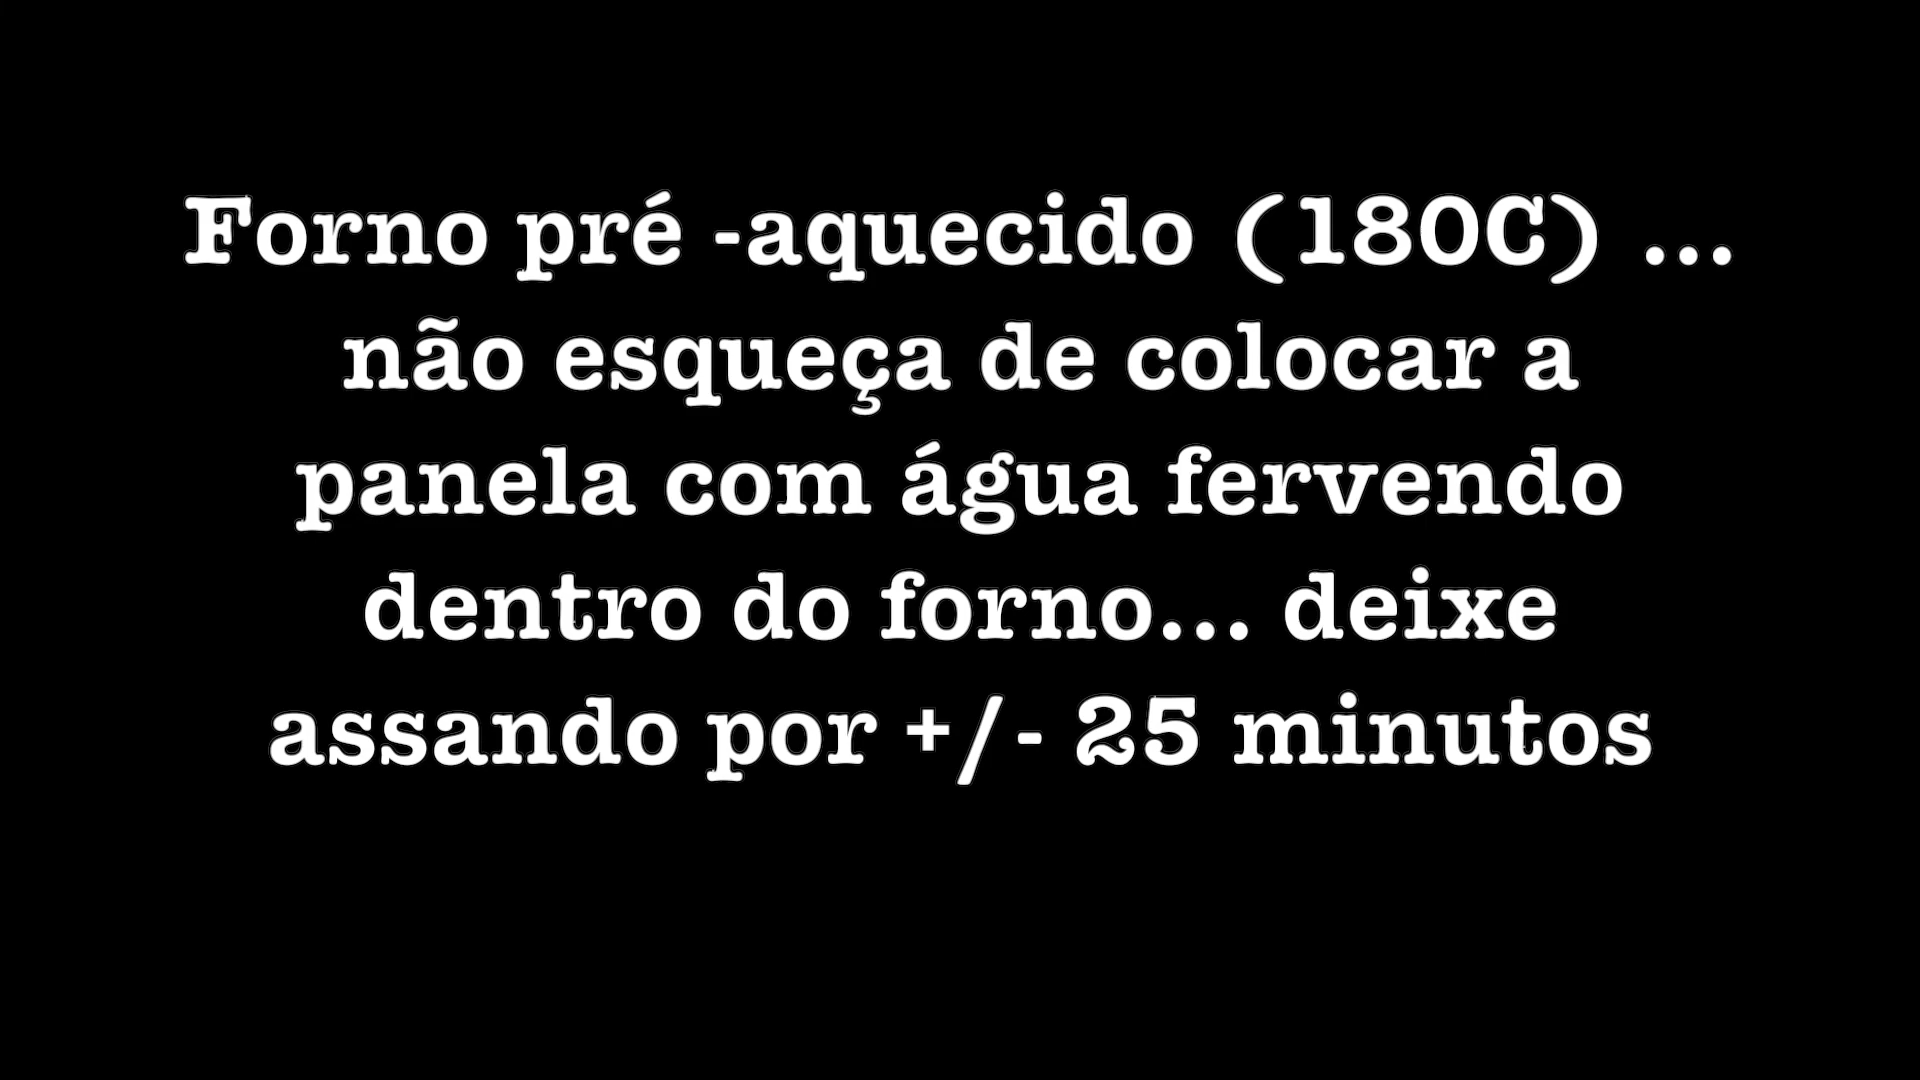 Forno pré -aquecido (180C) ...
não esqueça de colocar a
panela com água fervendo
dentro do forno... deixe
assando por +/- 25 minutos